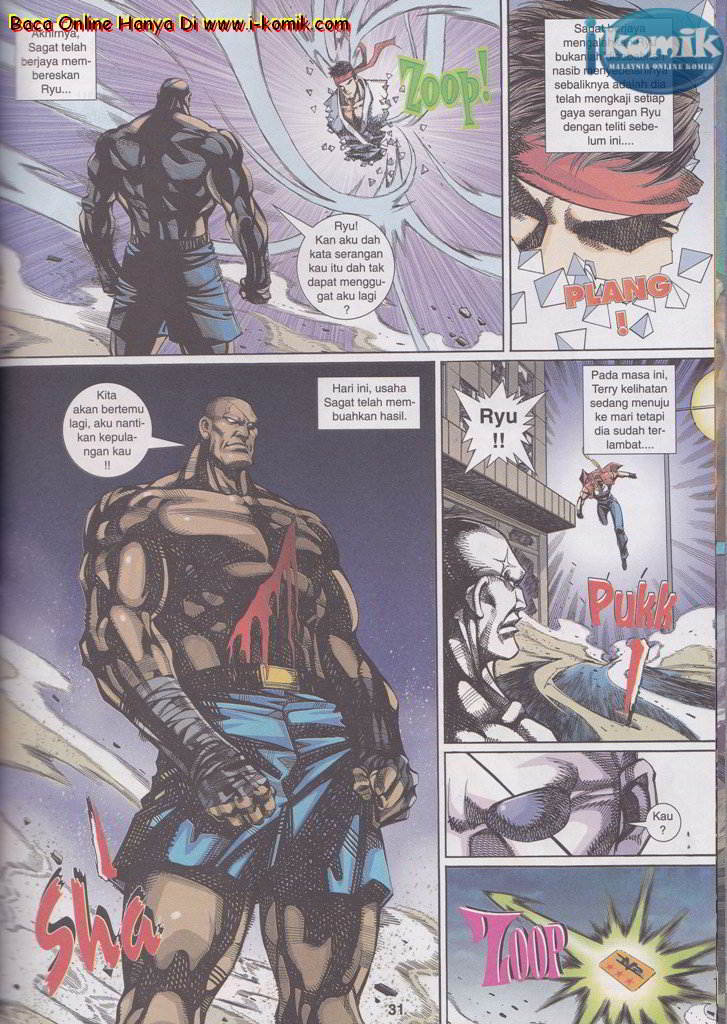 Baca Online Hanya Di www.i-komik.com
Akhirnya,
Sagat telah
berjaya mem-
bereskan
Ryu...
Zoop!
Ryu!
Kan aku dah
kata serangan
kau itu dah tak
dapat menggu-
gat aku lagi
?
i-komik
MALAYSIA ONLINE KOMIK
Sagat
nasib
sebaliknya adalah dia
telah mengkaji setiap
gaya serangan Ryu
dengan teliti sebe-
lum ini....
PLANG
!
Kita
akan bertemu
lagi, aku nanti-
kan kepula-
ngan kau
!!
Hari ini, usaha
Sagat telah mem-
buahkan hasil.
Sha
Ryu
!!
Pada masa ini,
Terry kelihatan
sedang menuju
ke mari tetapi
dia sudah ter-
lambat....
Pukk
!
Kau
?
ZOOP
31